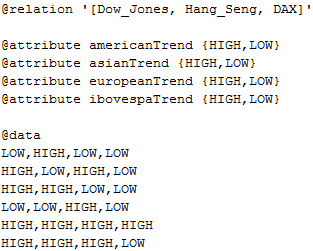 @relation '[Dow_Jones, Hang_Seng, DAX]'
@attribute americanTrend {HIGH,LOW}
@attribute asianTrend {HIGH,LOW}
@attribute europeanTrend {HIGH,LOW}
@attribute ibovespaTrend {HIGH,LOW}
@data
LOW,HIGH,LOW,LOW
HIGH,LOW,HIGH,LOW
HIGH,HIGH,LOW,LOW
LOW,LOW,HIGH,LOW
HIGH,HIGH,HIGH,HIGH
HIGH,HIGH,HIGH,LOW